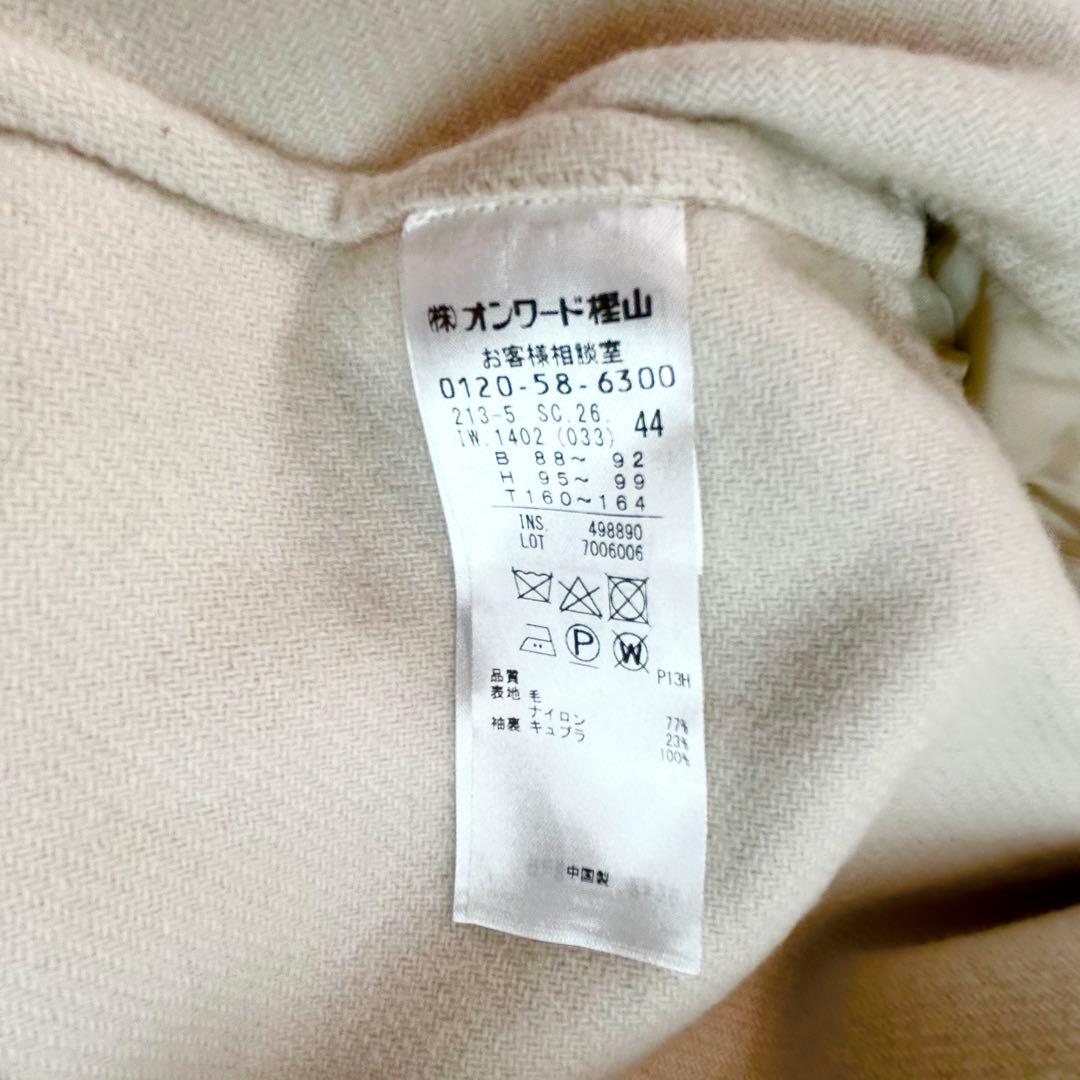 (株)オンワード樫山
お客様相談室
0120-58-6300
213-5 SC.26.
IW.1402 (033) 44
B 88～ 92
H 95～ 99
T160～164
INS. 498890
LOT 7006006
P W
品質 P13H
表地 毛 77%
ナイロン 23%
袖裏 キュプラ 100%
中国製